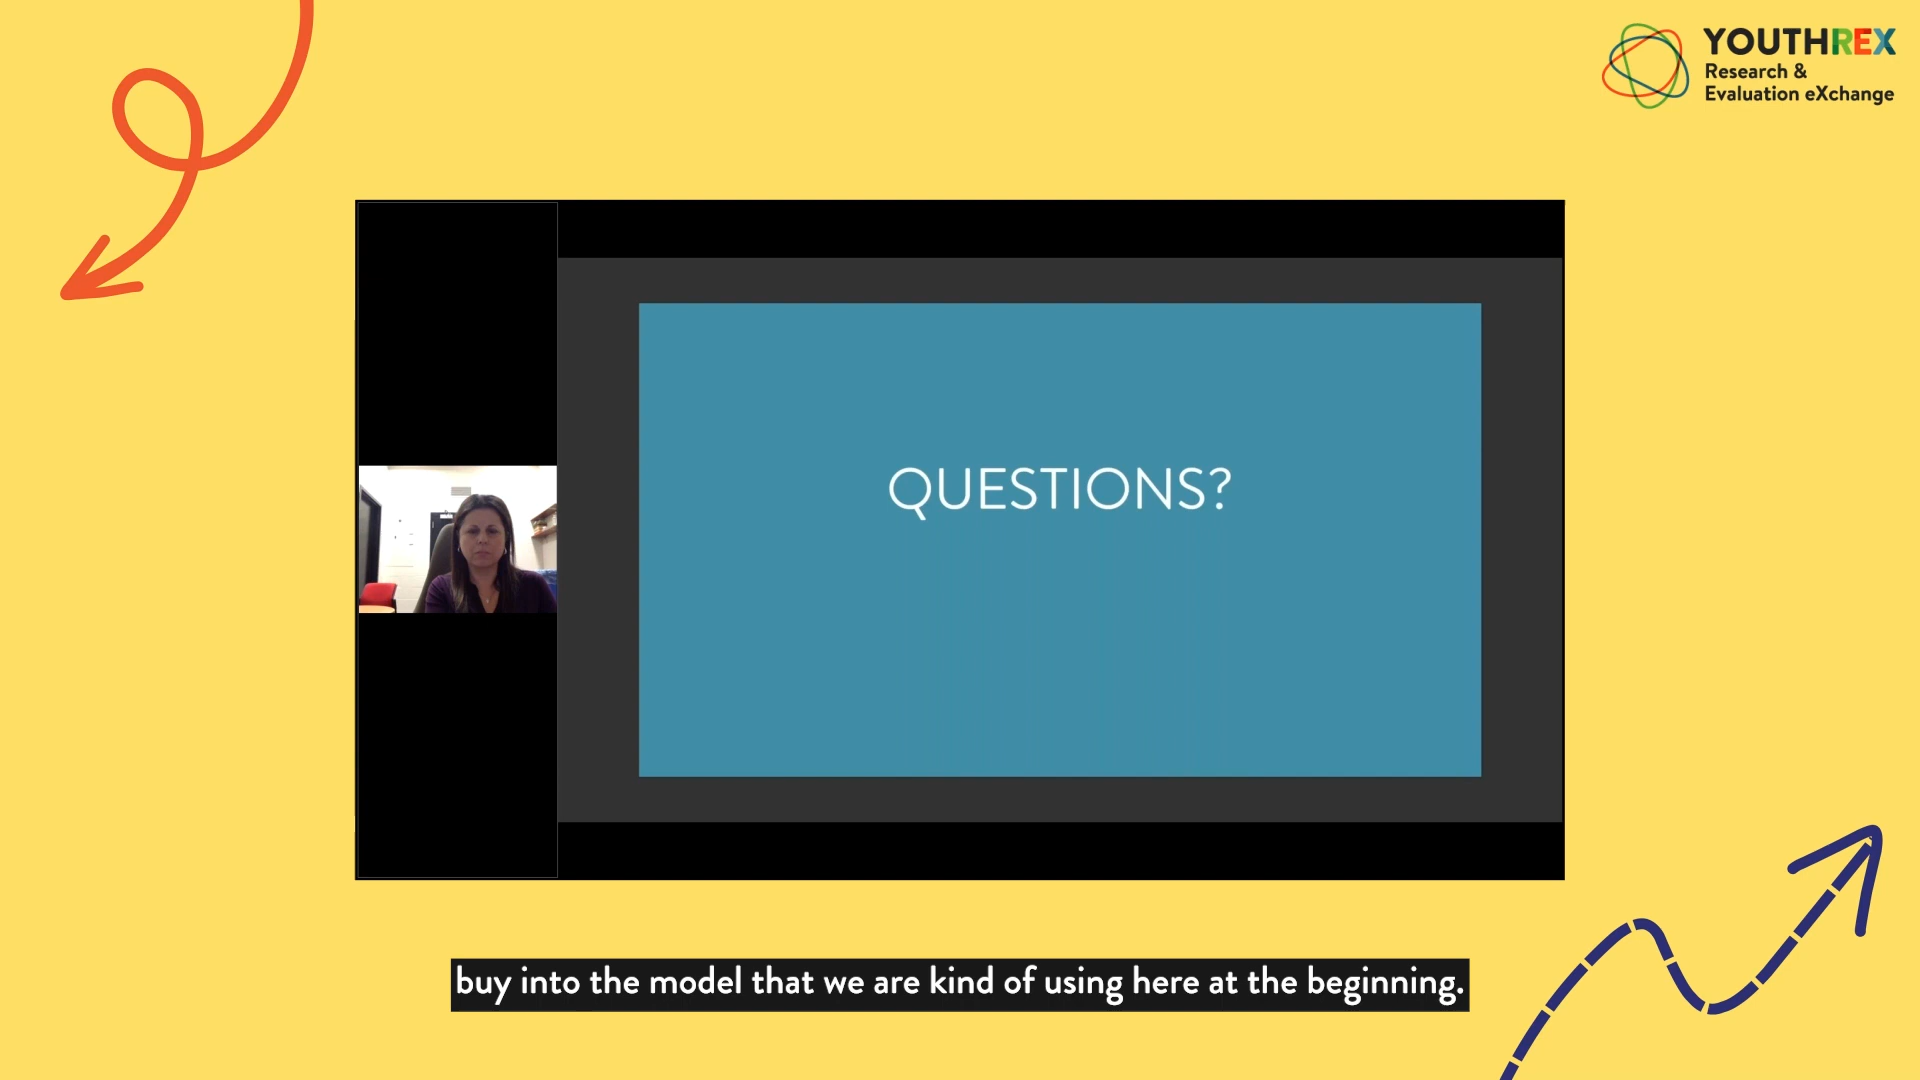 YOUTHREX
Research &
Evaluation eXchange
QUESTIONS?
buy into the model that we are kind of using here at the beginning.